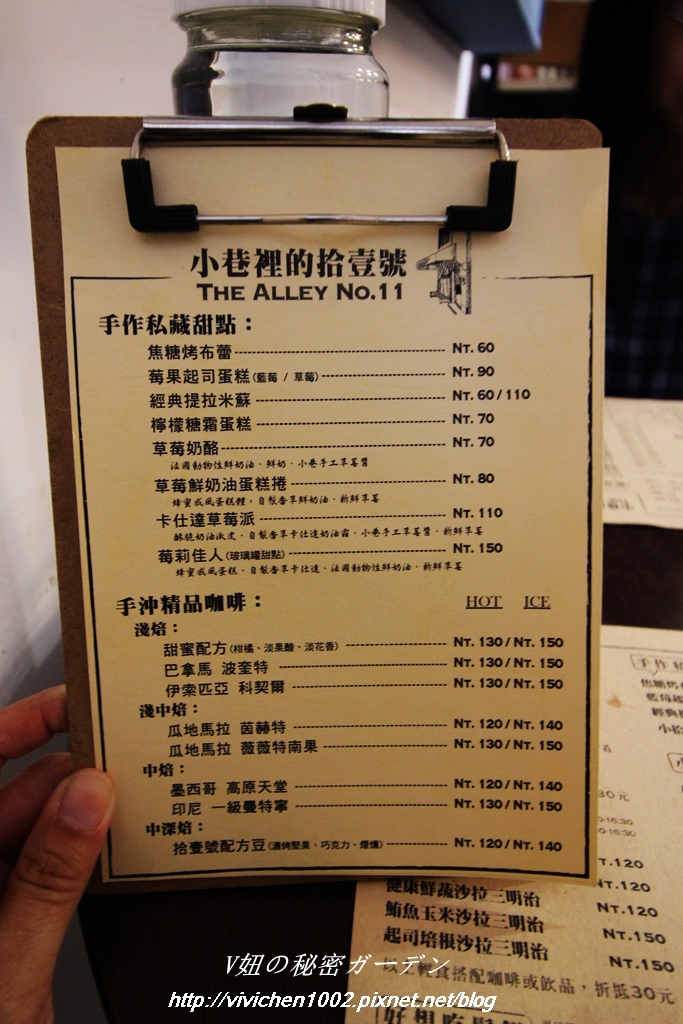 小巷裡的拾壹號
THE ALLEY NO.11
手作私藏甜點：
焦糖烤布蕾 NT. 60
莓果起司蛋糕(藍莓 / 草莓) NT. 90
經典提拉米蘇 NT. 60 / 110
檸檬糖霜蛋糕 NT. 70
草莓奶酪 NT. 70
法國動物性鮮奶油．鮮奶．小巷手工草莓醬
草莓鮮奶油蛋糕捲 NT. 80
蜂蜜戚風蛋糕體，自製香草鮮奶油．新鮮草莓
卡仕達草莓派 NT. 110
酥脆奶油派皮．自製香草卡仕達奶油霜．小巷手工草莓醬．新鮮草莓
莓莉佳人(玻璃罐甜點) NT. 150
蜂蜜戚風蛋糕．自製香草卡仕達．法國動物性鮮奶油．新鮮草莓
手沖精品咖啡： HOT ICE
淺焙：
甜蜜配方(柑橘、淡果酸、淡花香) NT. 130 / NT. 150
巴拿馬 波奎特 NT. 130 / NT. 150
伊索匹亞 科契爾 NT. 130 / NT. 150
淺中焙：
瓜地馬拉 茵赫特 NT. 120 / NT. 140
瓜地馬拉 薇薇特南果 NT. 130 / NT. 150
中焙：
墨西哥 高原天堂 NT. 120 / NT. 140
印尼 一級曼特寧 NT. 130 / NT. 150
中深焙：
拾壹號配方豆(濃烤堅果、巧克力、煙燻) NT. 120 / NT. 140
手作私
焦糖烤
經典
30元
T.120
健康鮮蔬沙拉三明治 NT.120
鮪魚玉米沙拉三明治 NT.150
起司培根沙拉三明治 NT.150
以上輕食搭配咖啡或飲品，折抵30元
好想吃
V妞の秘密ガーデン
http://vivichen1002.pixnet.net/blog